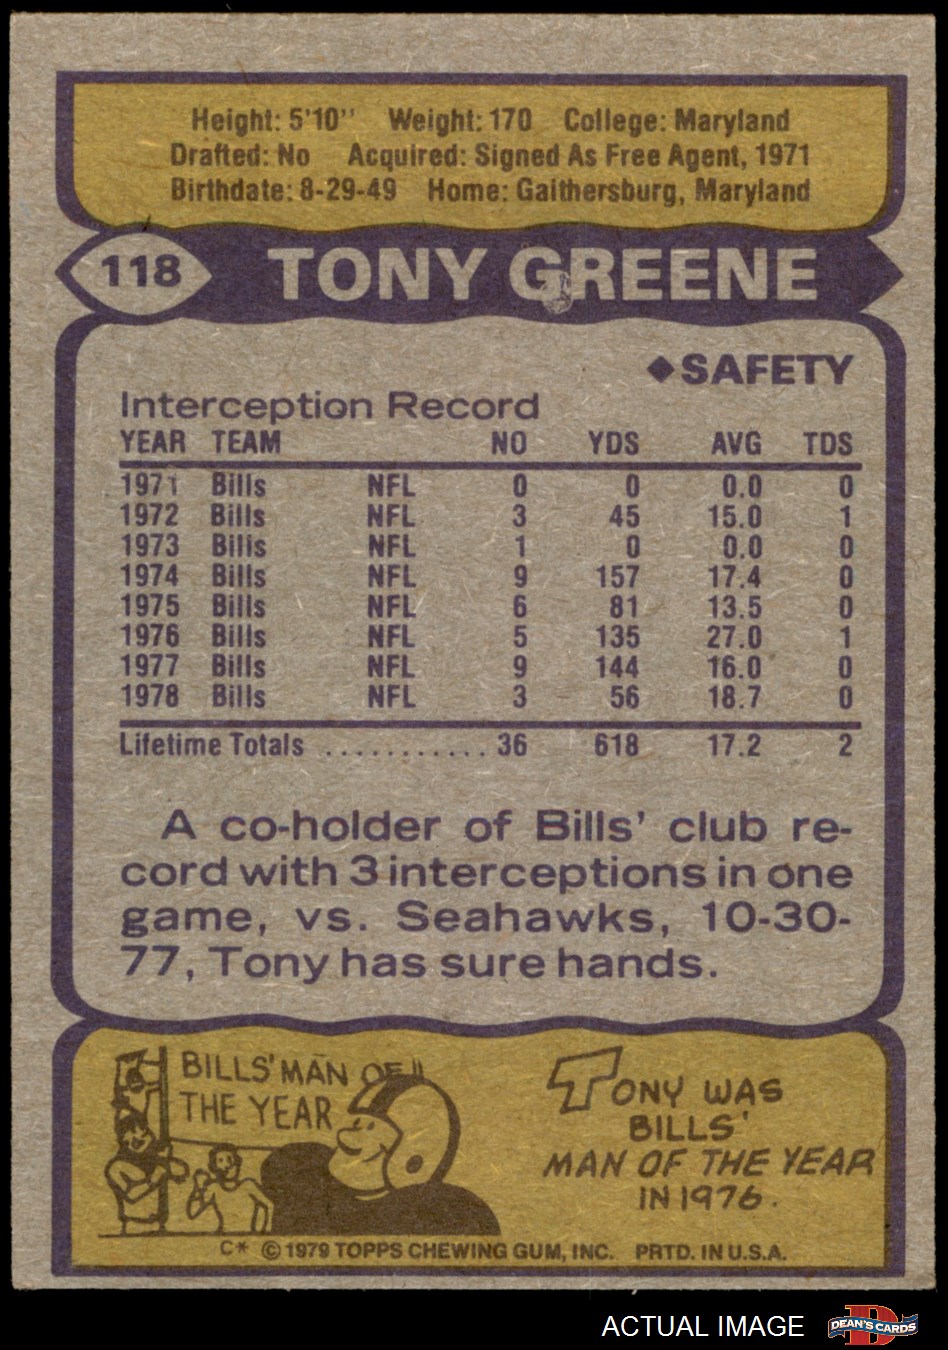 Height: 5'10" Weight: 170 College: Maryland
Drafted: No Acquired: Signed As Free Agent, 1971
Birthdate: 8-29-49 Home: Gaithersburg, Maryland
118 TONY GREENE
◆SAFETY
Interception Record
YEAR TEAM NO YDS AVG TDS
1971 Bills NFL 0 0 0.0 0
1972 Bills NFL 3 45 15.0 1
1973 Bills NFL 1 0 0.0 0
1974 Bills NFL 9 157 17.4 0
1975 Bills NFL 6 81 13.5 0
1976 Bills NFL 5 135 27.0 1
1977 Bills NFL 9 144 16.0 0
1978 Bills NFL 3 56 18.7 0
Lifetime Totals ........... 36 618 17.2 2
A co-holder of Bills' club re-
cord with 3 interceptions in one
game, vs. Seahawks, 10-30-
77, Tony has sure hands.
BILLS' MAN OF
THE YEAR
TONY WAS
BILLS'
MAN OF THE YEAR
IN 1976.
C* © 1979 TOPPS CHEWING GUM, INC. PRTD. IN U.S.A.
ACTUAL IMAGE
D
DEAN'S CARDS